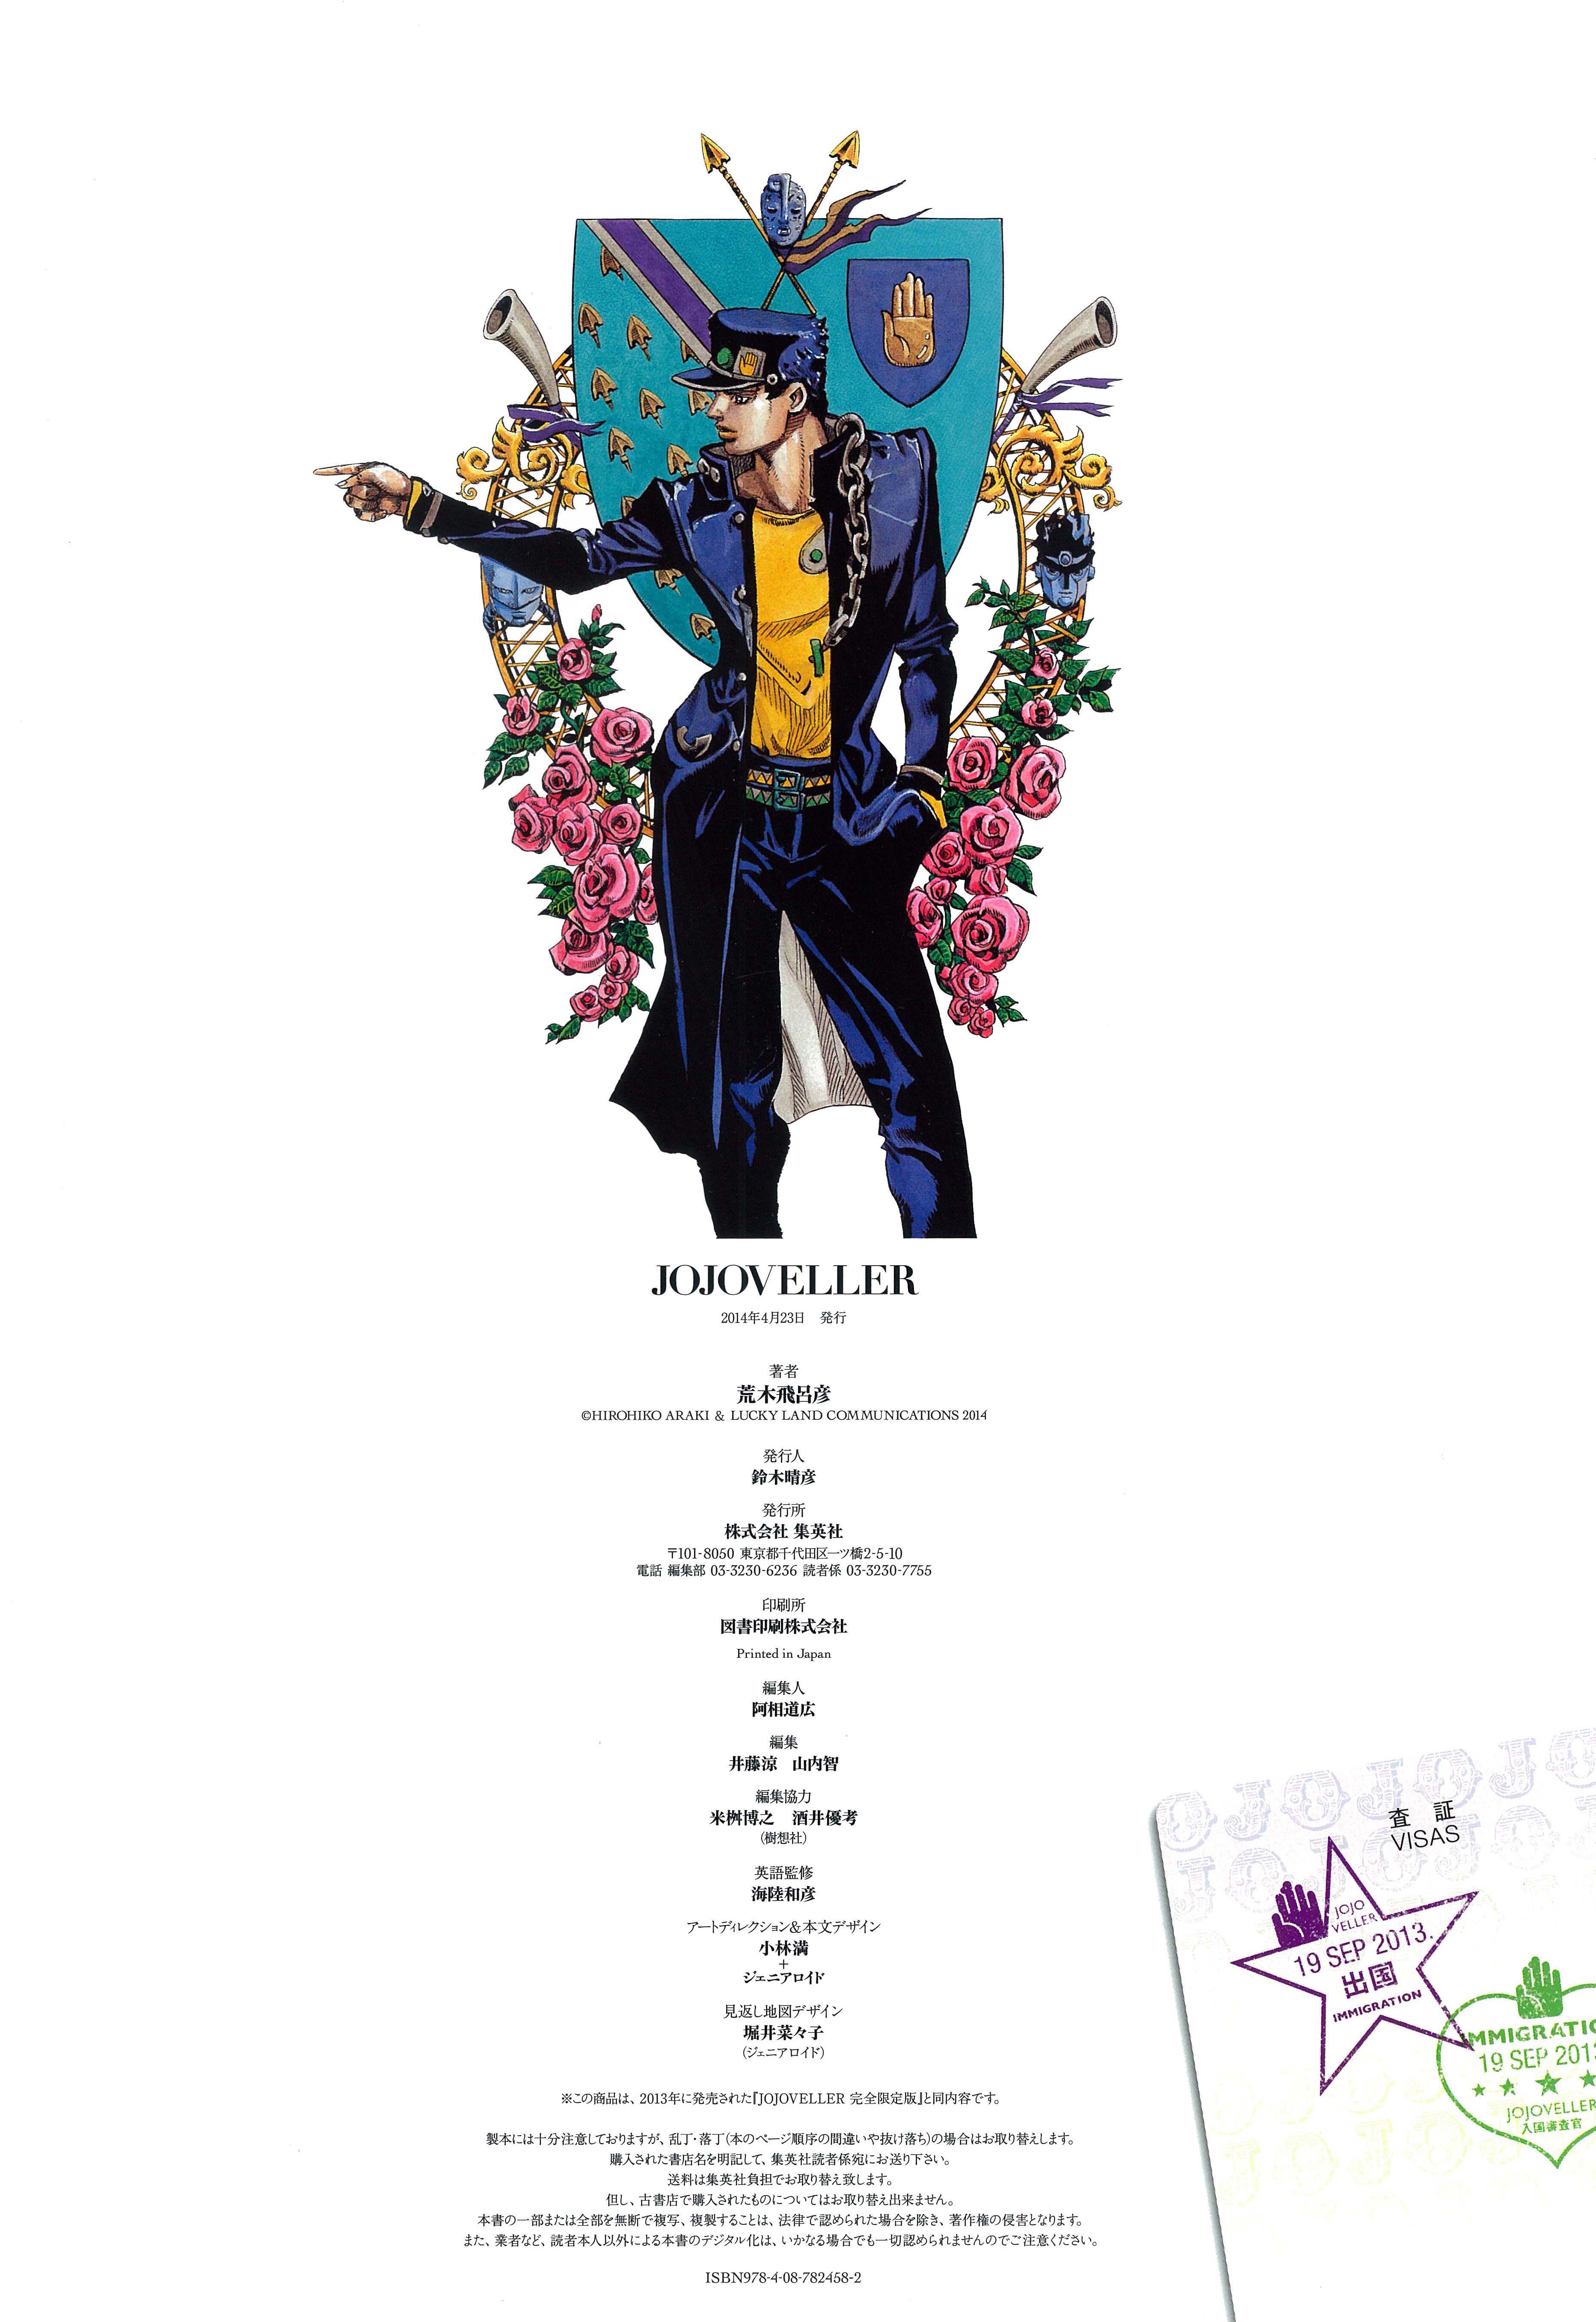 JOJOVELLER
2014年4月23日　発行
著者
荒木飛呂彦
©HIROHIKO ARAKI & LUCKY LAND COMMUNICATIONS 2014
発行人
鈴木晴彦
発行所
株式会社 集英社
〒101-8050 東京都千代田区一ツ橋2-5-10
電話 編集部 03-3230-6236 読者係 03-3230-7755
印刷所
図書印刷株式会社
Printed in Japan
編集人
阿相道広
編集
井藤涼　山内智
編集協力
米桝博之　酒井優考
（樹想社）
英語監修
海陸和彦
アートディレクション＆本文デザイン
小林満
+
ジェニアロイド
見返し地図デザイン
堀井菜々子
（ジェニアロイド）
※この商品は、2013年に発売された『JOJOVELLER 完全限定版』と同内容です。
製本には十分注意しておりますが、乱丁・落丁（本のページ順序の間違いや抜け落ち）の場合はお取り替えします。
購入された書店名を明記して、集英社読者係宛にお送り下さい。
送料は集英社負担でお取り替え致します。
但し、古書店で購入されたものについてはお取り替え出来ません。
本書の一部または全部を無断で複写、複製することは、法律で認められた場合を除き、著作権の侵害となります。
また、業者など、読者本人以外による本書のデジタル化は、いかなる場合でも一切認められませんのでご注意ください。
ISBN978-4-08-782458-2
査 証
VISAS
JOJO
VELLER
19 SEP 2013.
出国
IMMIGRATION
IMMIGRATIO
19 SEP 2013
JOJOVELLER
入国審査官